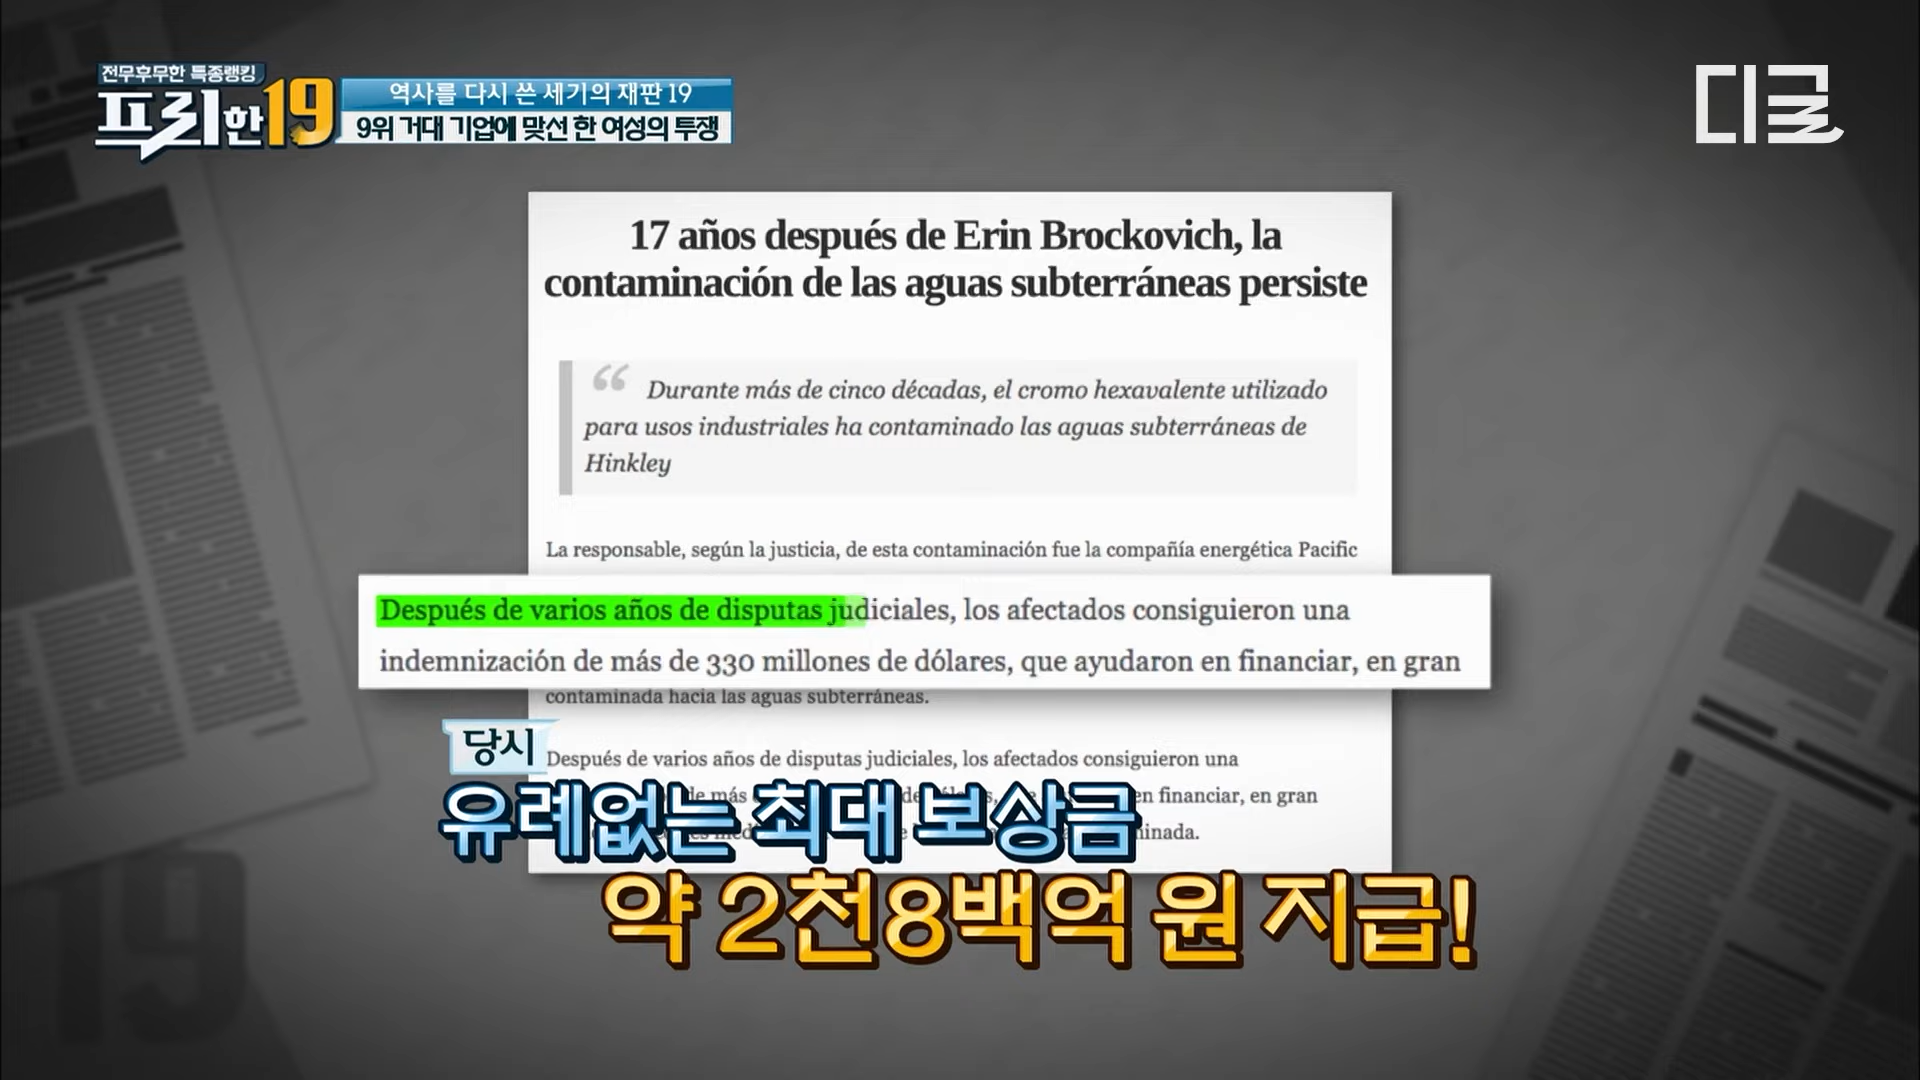 전무후무한 특종랭킹
프리한19
역사를 다시 쓴 세기의 재판 19
9위 거대 기업에 맞선 한 여성의 투쟁
디글
17 años después de Erin Brockovich, la
contaminación de las aguas subterráneas persiste
“ Durante más de cinco décadas, el cromo hexavalente utilizado
para usos industriales ha contaminado las aguas subterráneas de
Hinkley
La responsable, según la justicia, de esta contaminación fue la compañía energética Pacific
Después de varios años de disputas judiciales, los afectados consiguieron una
indemnización de más de 330 millones de dólares, que ayudaron en financiar, en gran
contaminada hacia las aguas subterráneas.
당시
Después de varios años de disputas judiciales, los afectados consiguieron una
de más en financiar, en gran
유례없는 최대 보상금
약 2천8백억 원 지급!